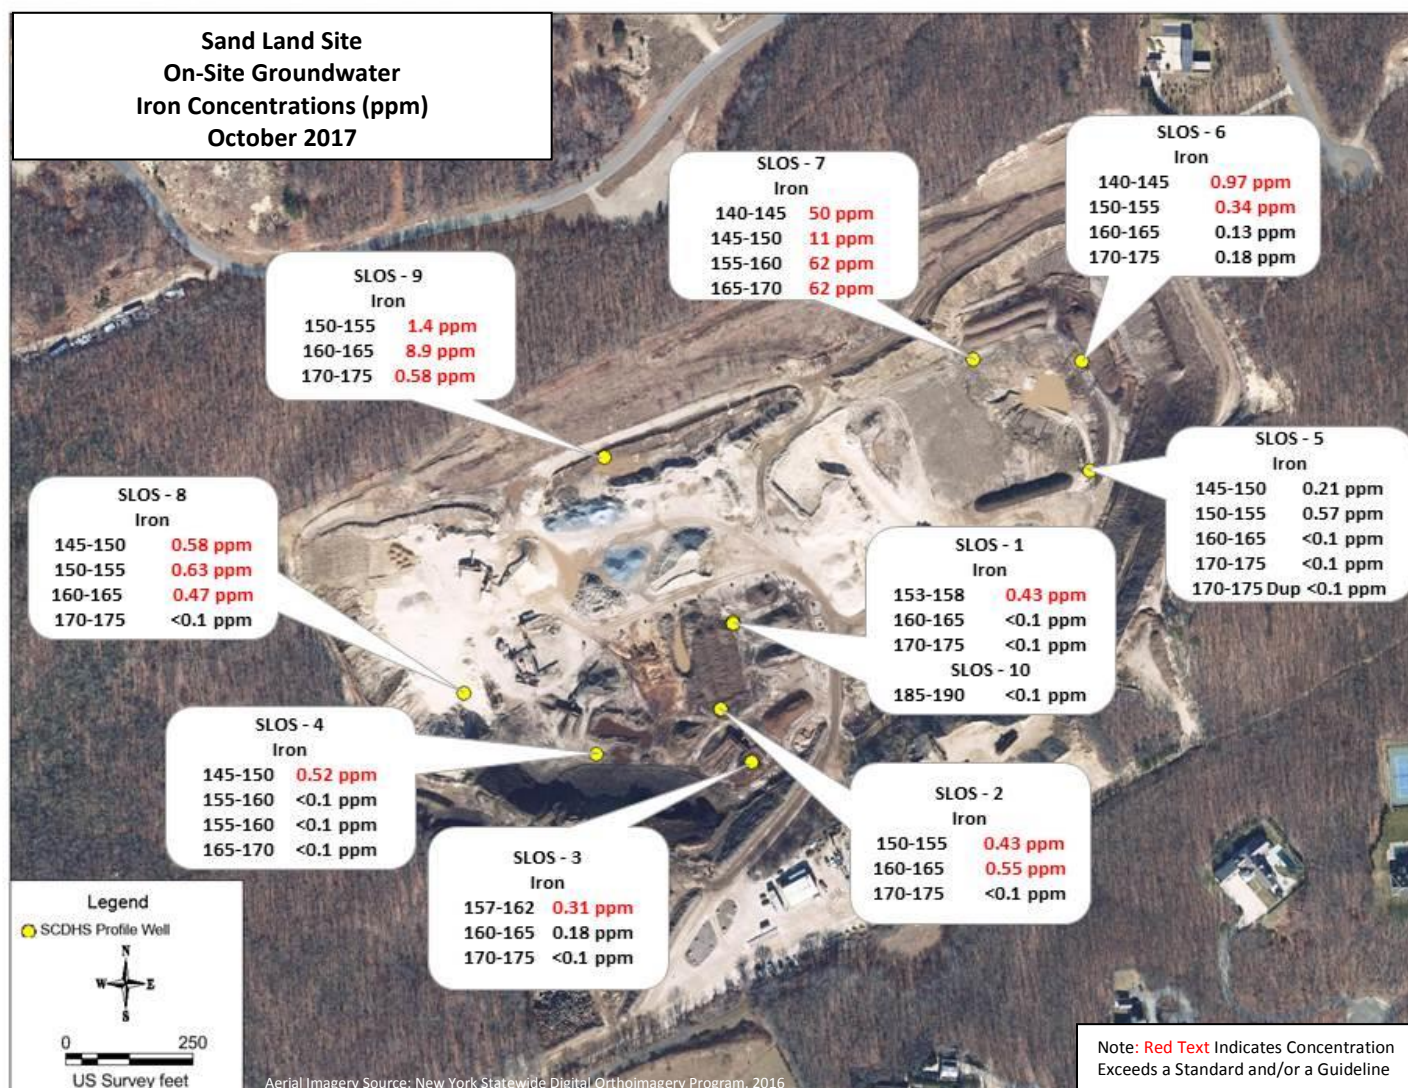 Sand Land Site
On-Site Groundwater
Iron Concentrations (ppm)
October 2017
SLOS - 6
Iron
140-145 0.97 ppm
150-155 0.34 ppm
160-165 0.13 ppm
170-175 0.18 ppm
SLOS - 7
Iron
140-145 50 ppm
145-150 11 ppm
155-160 62 ppm
165-170 62 ppm
SLOS - 9
Iron
150-155 1.4 ppm
160-165 8.9 ppm
170-175 0.58 ppm
SLOS - 5
Iron
145-150 0.21 ppm
150-155 0.57 ppm
160-165 <0.1 ppm
170-175 <0.1 ppm
170-175 Dup <0.1 ppm
SLOS - 8
Iron
145-150 0.58 ppm
150-155 0.63 ppm
160-165 0.47 ppm
170-175 <0.1 ppm
SLOS - 1
Iron
153-158 0.43 ppm
160-165 <0.1 ppm
170-175 <0.1 ppm
SLOS - 10
185-190 <0.1 ppm
SLOS - 4
Iron
145-150 0.52 ppm
155-160 <0.1 ppm
155-160 <0.1 ppm
165-170 <0.1 ppm
SLOS - 2
Iron
150-155 0.43 ppm
160-165 0.55 ppm
170-175 <0.1 ppm
SLOS - 3
Iron
157-162 0.31 ppm
160-165 0.18 ppm
170-175 <0.1 ppm
Legend
SCDHS Profile Well
N
W E
S
0 250
US Survey feet
Aerial Imagery Source: New York Statewide Digital Orthoimagery Program, 2016
Note: Red Text Indicates Concentration
Exceeds a Standard and/or a Guideline